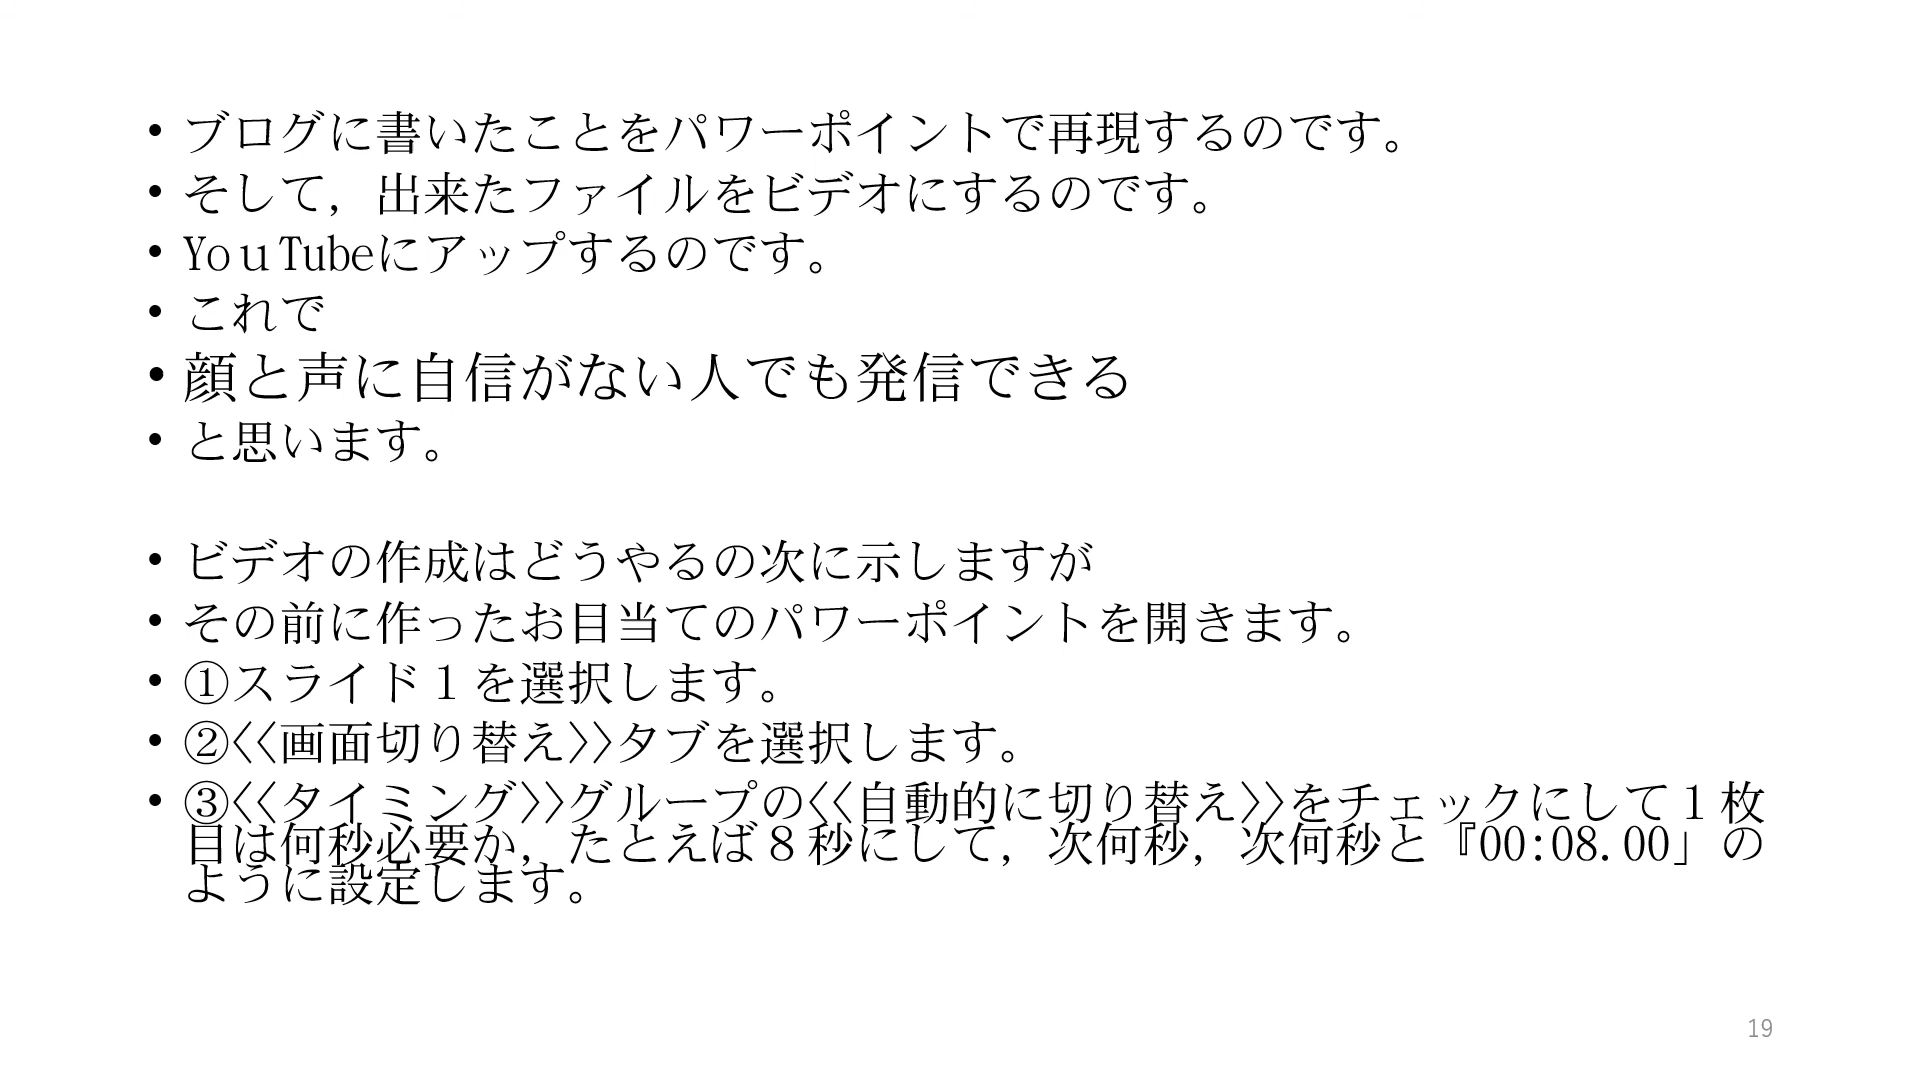 • ブログに書いたことをパワーポイントで再現するのです。
• そして，出来たファイルをビデオにするのです。
• YoｕTubeにアップするのです。
• これで
• 顔と声に自信がない人でも発信できる
• と思います。
• ビデオの作成はどうやるの次に示しますが
• その前に作ったお目当てのパワーポイントを開きます。
• ①スライド１を選択します。
• ②<<画面切り替え>>タブを選択します。
• ③<<タイミング>>グループの<<自動的に切り替え>>をチェックにして１枚
目は何秒必要か，たとえば８秒にして，次何秒，次何秒と『00:08.00」の
ように設定します。
19